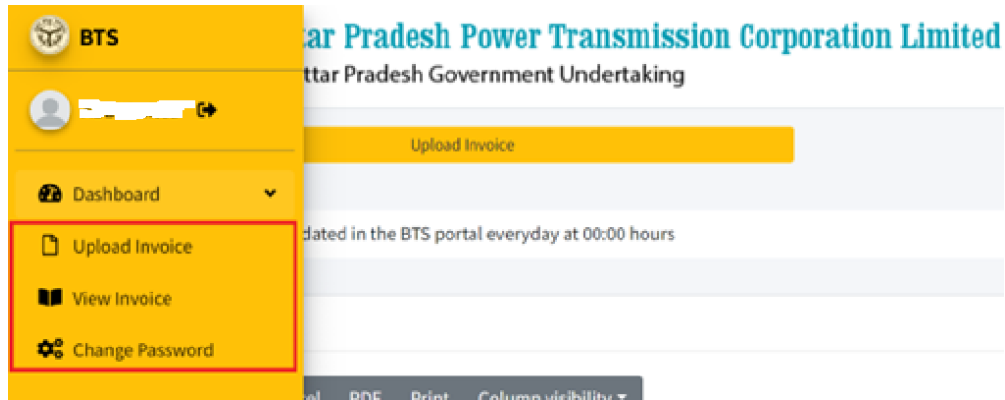 BTS
tar Pradesh Power Transmission Corporation Limited
ttar Pradesh Government Undertaking
Upload Invoice
Dashboard
dated in the BTS portal everyday at 00:00 hours
Upload Invoice
View Invoice
Change Password
PDF Print Column visibility